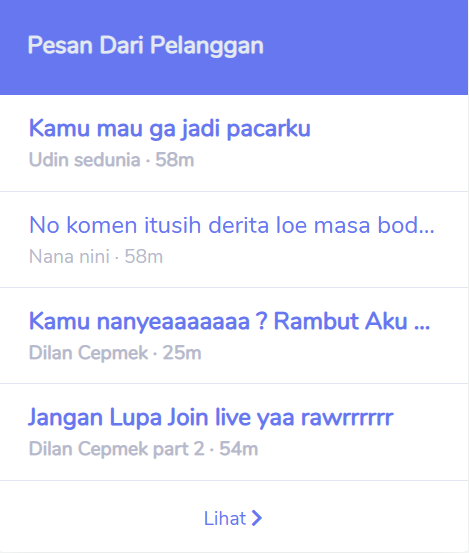 Pesan Dari Pelanggan
Kamu mau ga jadi pacarku
Udin sedunia · 58m
No komen itusih derita loe masa bod...
Nana nini · 58m
Kamu nanyeaaaaaaa ? Rambut Aku ...
Dilan Cepmek · 25m
Jangan Lupa Join live yaa rawrrrrrr
Dilan Cepmek part 2 · 54m
Lihat